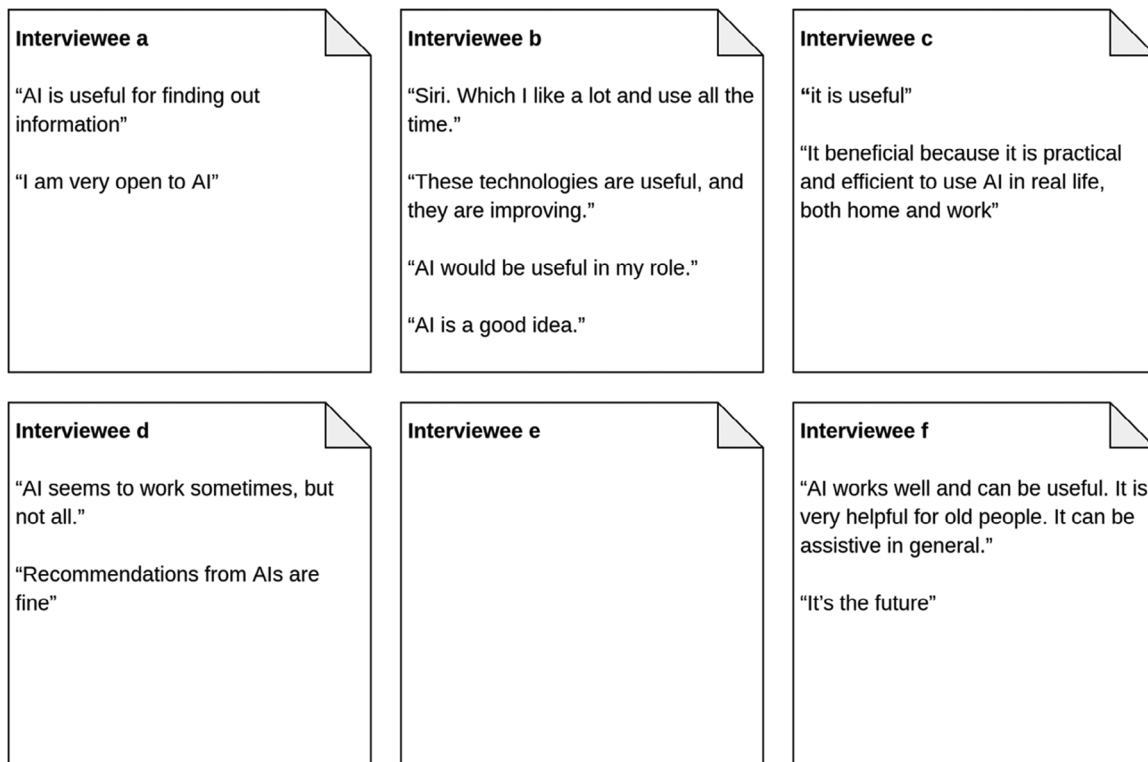 Interviewee a
“AI is useful for finding out
information”
“I am very open to AI”
Interviewee b
“Siri. Which I like a lot and use all the
time.”
“These technologies are useful, and
they are improving.”
“AI would be useful in my role.”
“AI is a good idea.”
Interviewee c
“it is useful”
“It beneficial because it is practical
and efficient to use AI in real life,
both home and work”
Interviewee d
“AI seems to work sometimes, but
not all.”
“Recommendations from AIs are
fine”
Interviewee e
Interviewee f
“AI works well and can be useful. It is
very helpful for old people. It can be
assistive in general.”
“It’s the future”